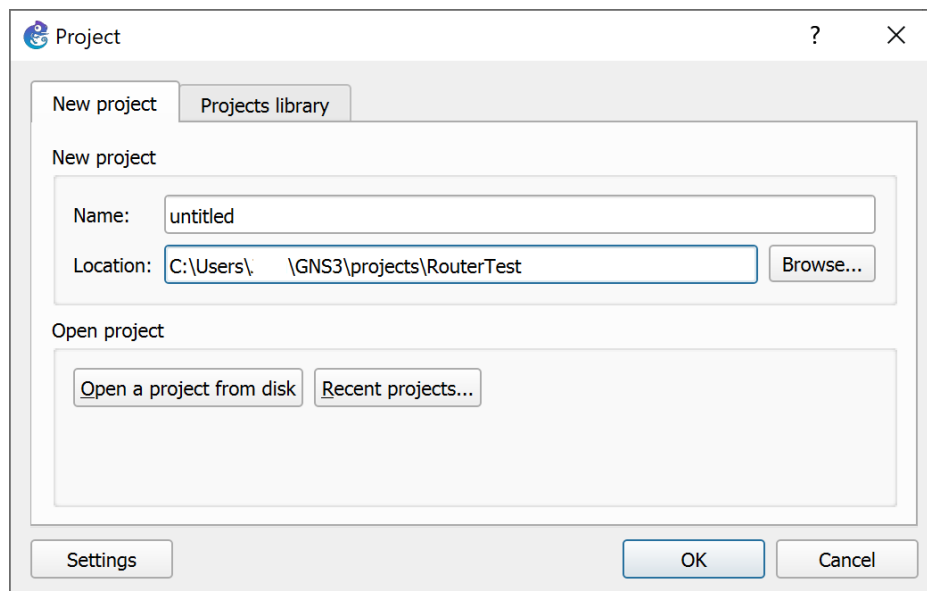 Project ?
New project Projects library
New project
Name: untitled
Location: C:\Users\ \GNS3\projects\RouterTest Browse...
Open project
Open a project from disk Recent projects...
Settings OK Cancel